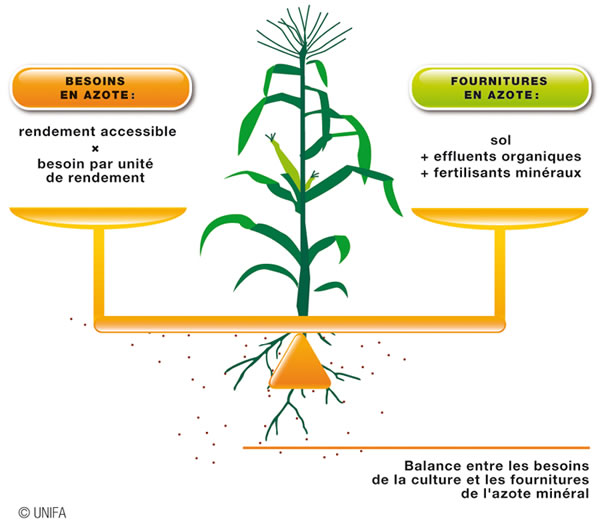 BESOINS
EN AZOTE :
rendement accessible
×
besoin par unité
de rendement
FOURNITURES
EN AZOTE :
sol
+ effluents organiques
+ fertilisants minéraux
Balance entre les besoins
de la culture et les fournitures
de l'azote minéral
© UNIFA